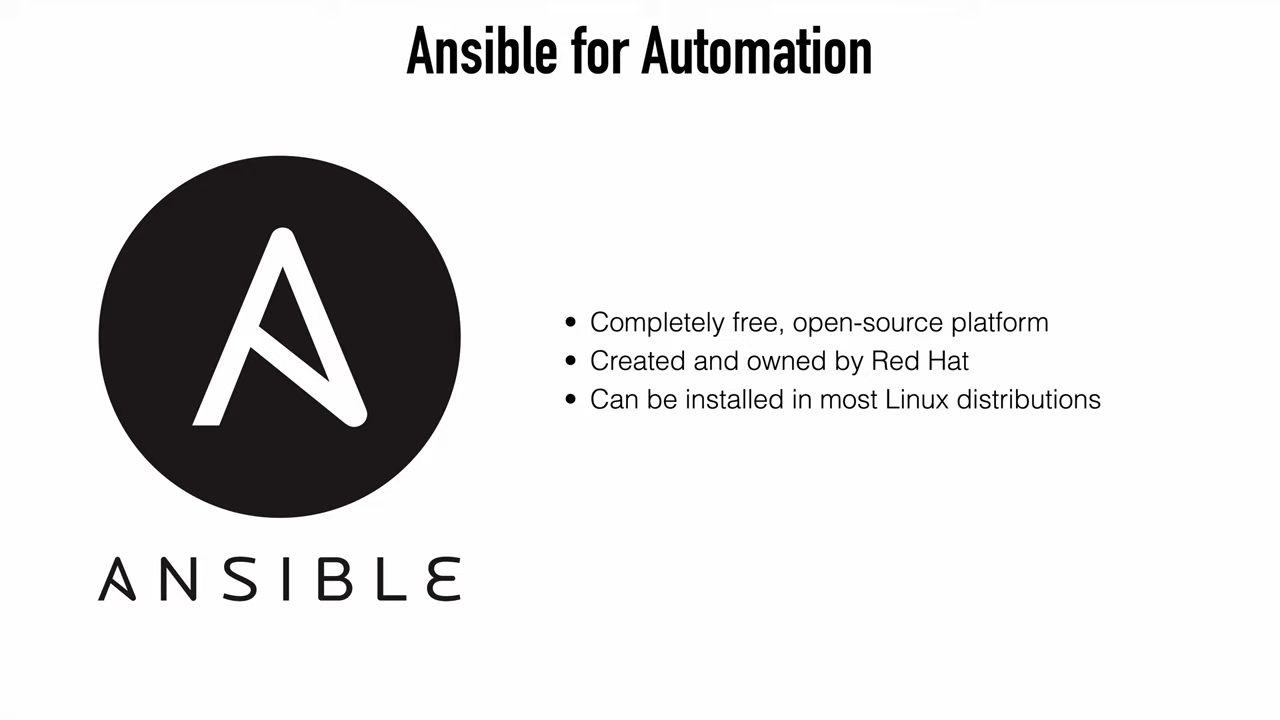 Ansible for Automation
• Completely free, open-source platform
• Created and owned by Red Hat
• Can be installed in most Linux distributions
ANSIBLE